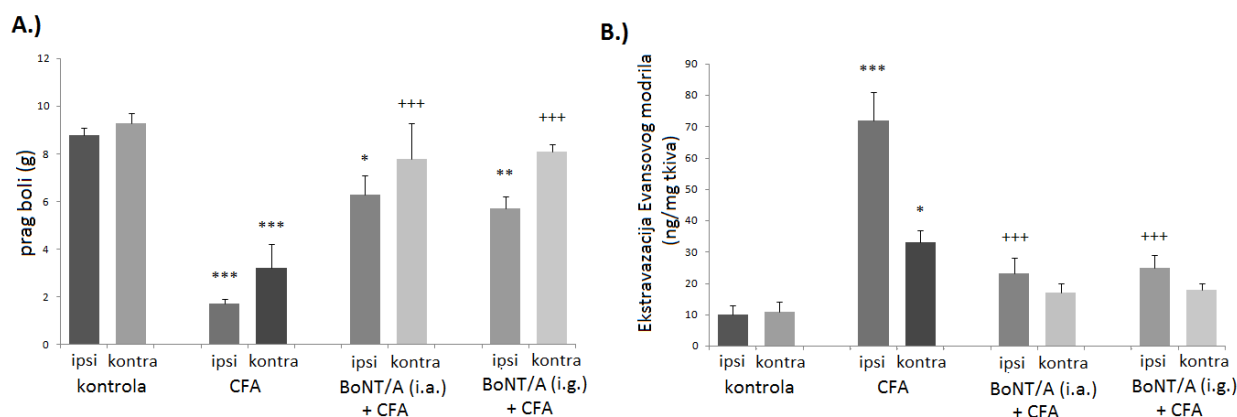 A.)
prag boli (g)
12
10
8
6
4
2
0
***
***
*
+++
**
+++
ipsi kontra
kontrola
ipsi kontra
CFA
ipsi kontra
BoNT/A (i.a.)
+ CFA
ipsi kontra
BoNT/A (i.g.)
+ CFA
B.)
Ekstravazacija Evansovog modrila
(ng/mg tkiva)
90
80
70
60
50
40
30
20
10
0
***
*
+++
+++
ipsi kontra
kontrola
ipsi kontra
CFA
ipsi kontra
BoNT/A (i.a.)
+ CFA
ipsi kontra
BoNT/A (i.g.)
+ CFA